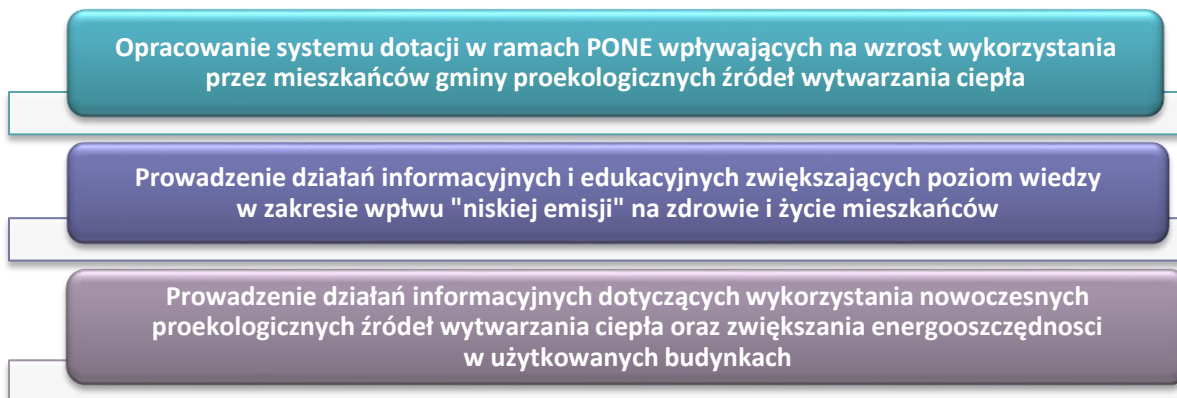 Opracowanie systemu dotacji w ramach PONE wpływających na wzrost wykorzystania
przez mieszkańców gminy proekologicznych źródeł wytwarzania ciepła
Prowadzenie działań informacyjnych i edukacyjnych zwiększających poziom wiedzy
w zakresie wpłwu "niskiej emisji" na zdrowie i życie mieszkańców
Prowadzenie działań informacyjnych dotyczących wykorzystania nowoczesnych
proekologicznych źródeł wytwarzania ciepła oraz zwiększania energooszczędnosci
w użytkowanych budynkach